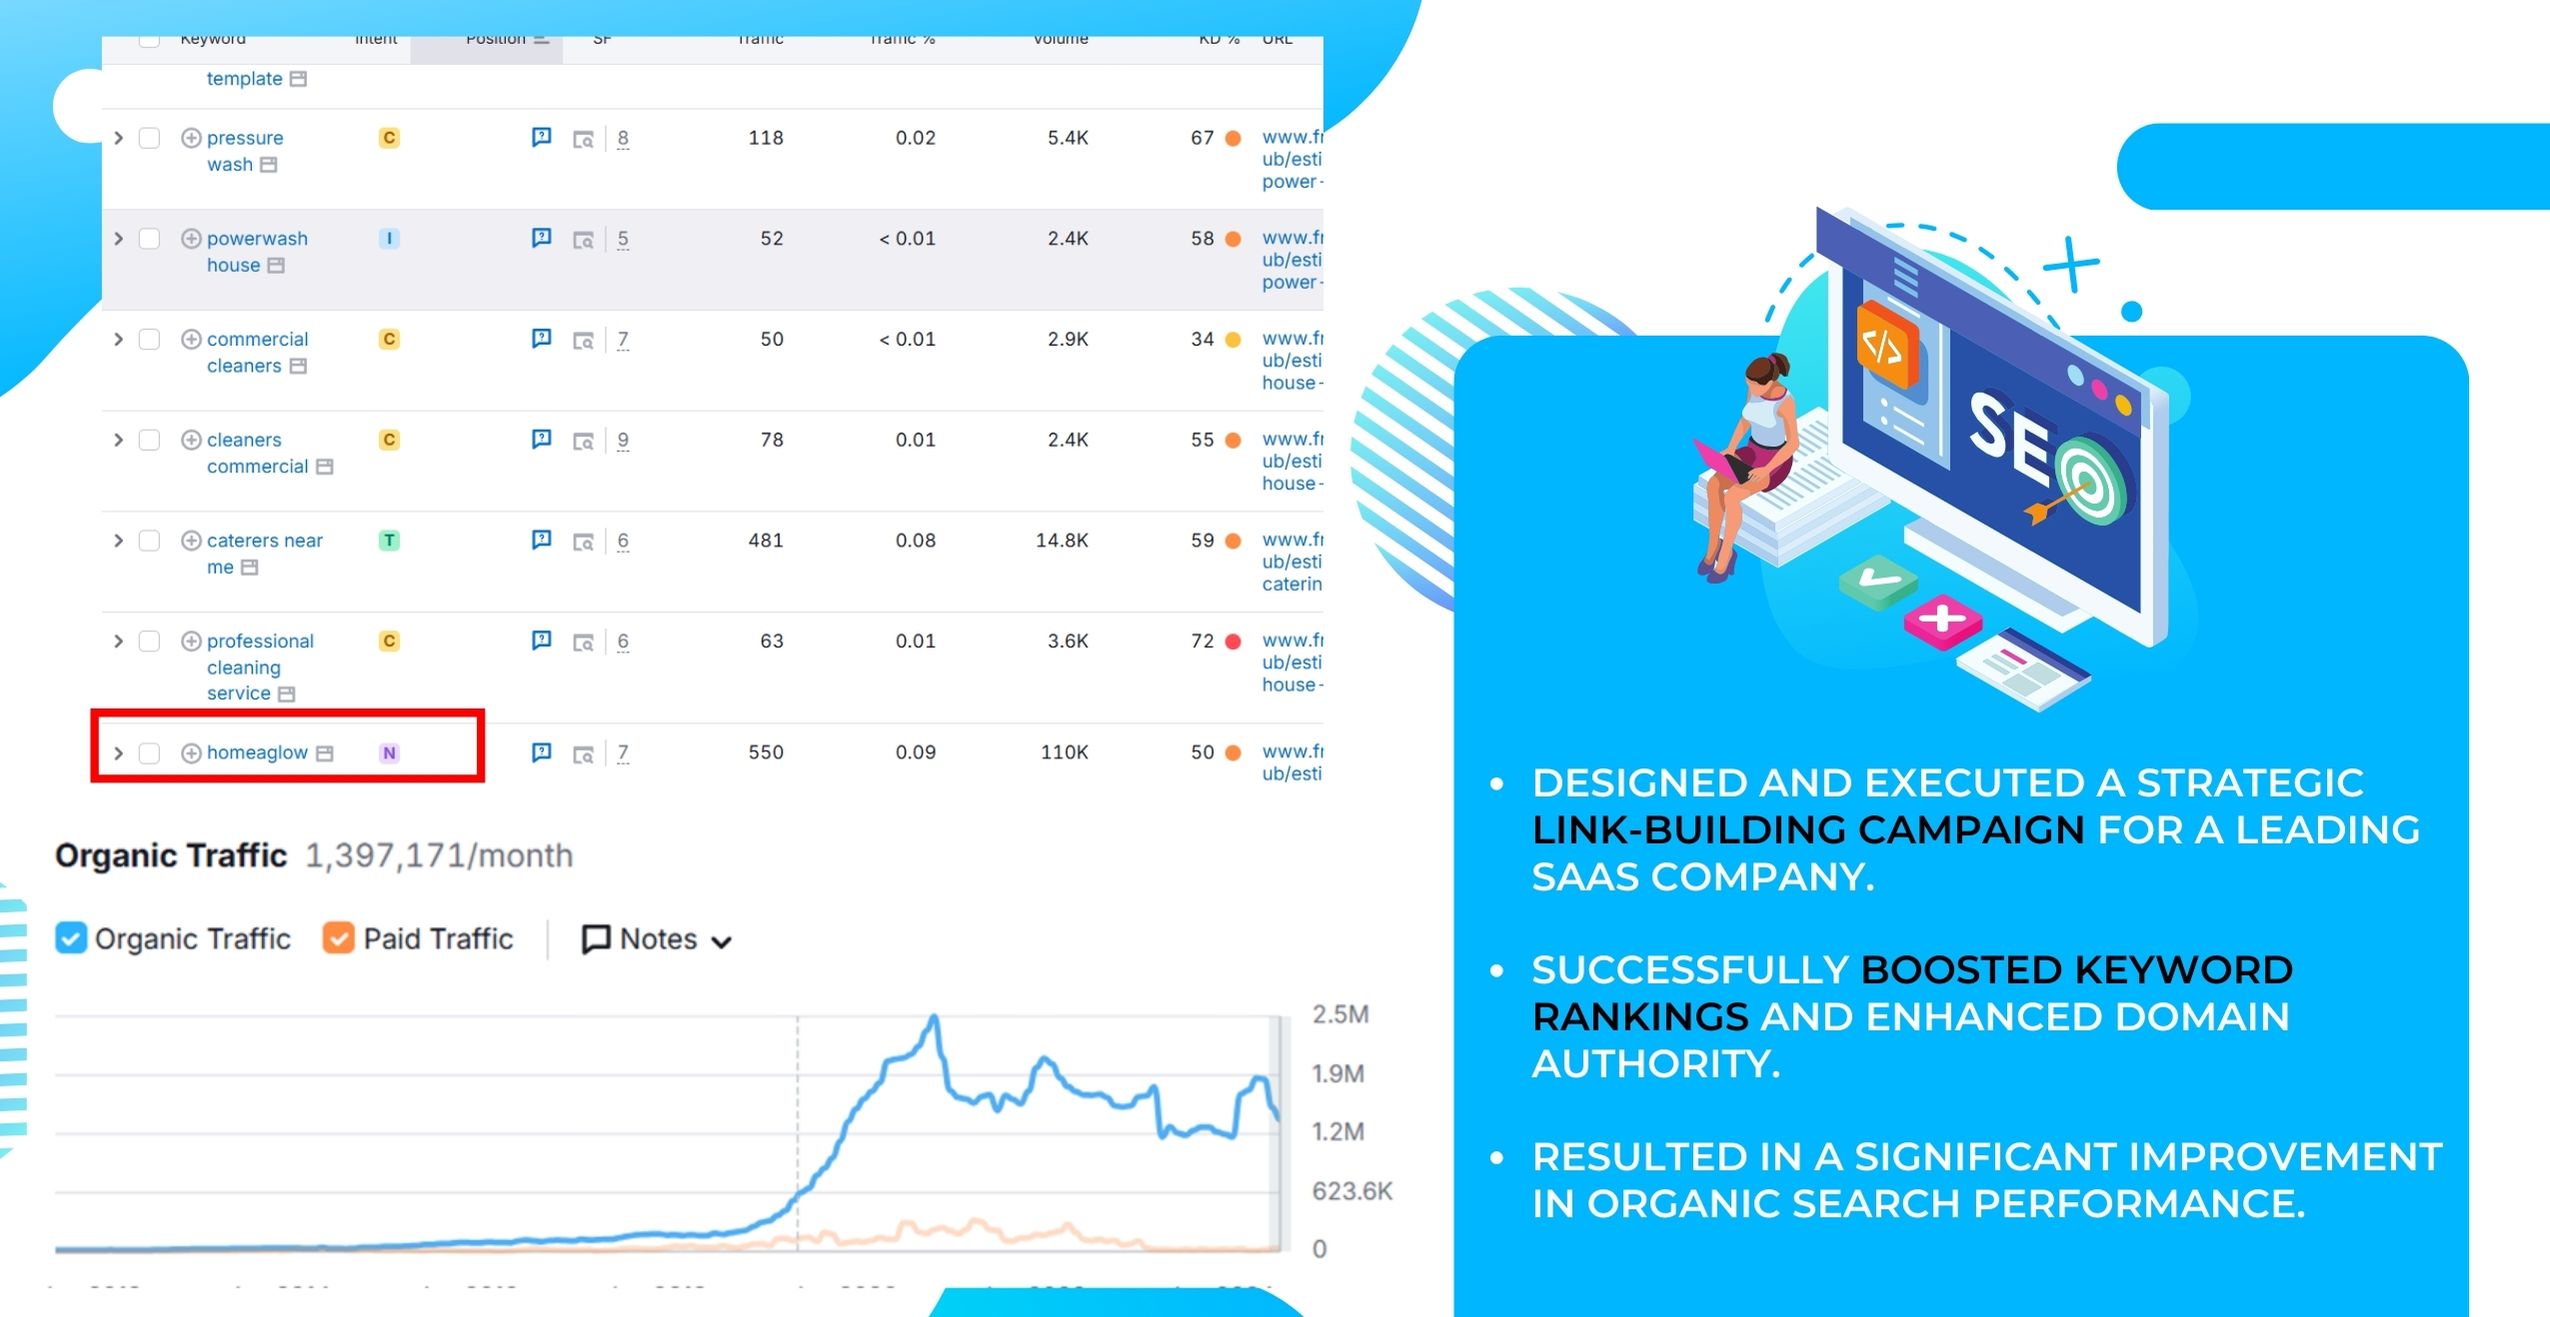 Keyword Intent Position SF Traffic Traffic % Volume KD % URL
template
pressure wash C 8 118 0.02 5.4K 67 www.fr
ub/esti
power-
powerwash house I 5 52 < 0.01 2.4K 58 www.fr
ub/esti
power-
commercial cleaners C 7 50 < 0.01 2.9K 34 www.fr
ub/esti
house-
cleaners commercial C 9 78 0.01 2.4K 55 www.fr
ub/esti
house-
caterers near me T 6 481 0.08 14.8K 59 www.fr
ub/esti
caterin
professional cleaning service C 6 63 0.01 3.6K 72 www.fr
ub/esti
house-
homeaglow N 7 550 0.09 110K 50 www.fr
ub/esti
Organic Traffic 1,397,171/month
Organic Traffic Paid Traffic Notes
2.5M
1.9M
1.2M
623.6K
0
</> SEO
• DESIGNED AND EXECUTED A STRATEGIC
LINK-BUILDING CAMPAIGN FOR A LEADING
SAAS COMPANY.
• SUCCESSFULLY BOOSTED KEYWORD
RANKINGS AND ENHANCED DOMAIN
AUTHORITY.
• RESULTED IN A SIGNIFICANT IMPROVEMENT
IN ORGANIC SEARCH PERFORMANCE.